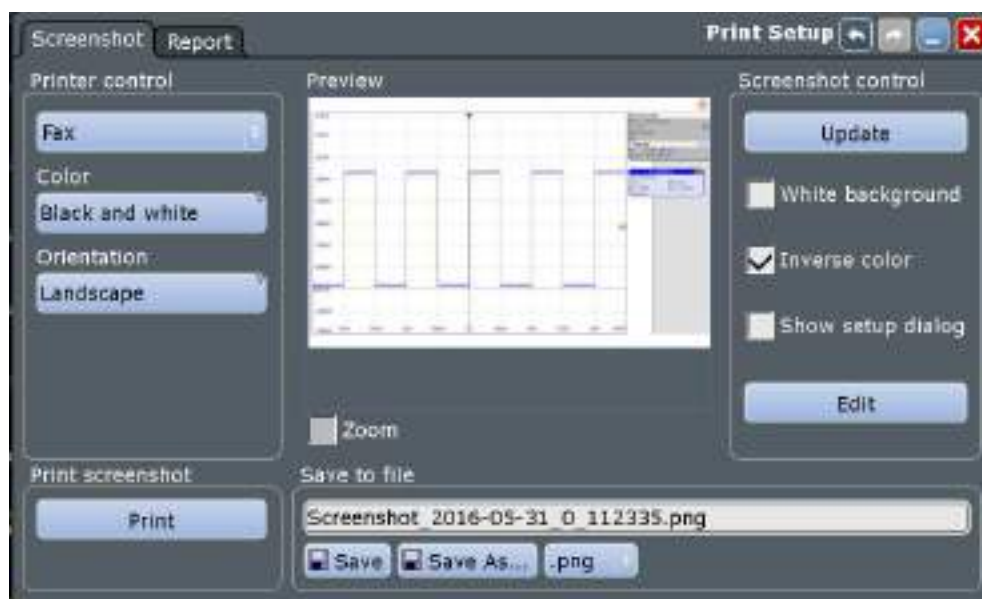 Screenshot Report Print Setup
Printer control
Fax
Color
Black and white
Orientation
Landscape
Preview
Zoom
Screenshot control
Update
White background
Inverse color
Show setup dialog
Edit
Print screenshot
Print
Save to file
Screenshot_2016-05-31_0_112335.png
Save Save As... .png